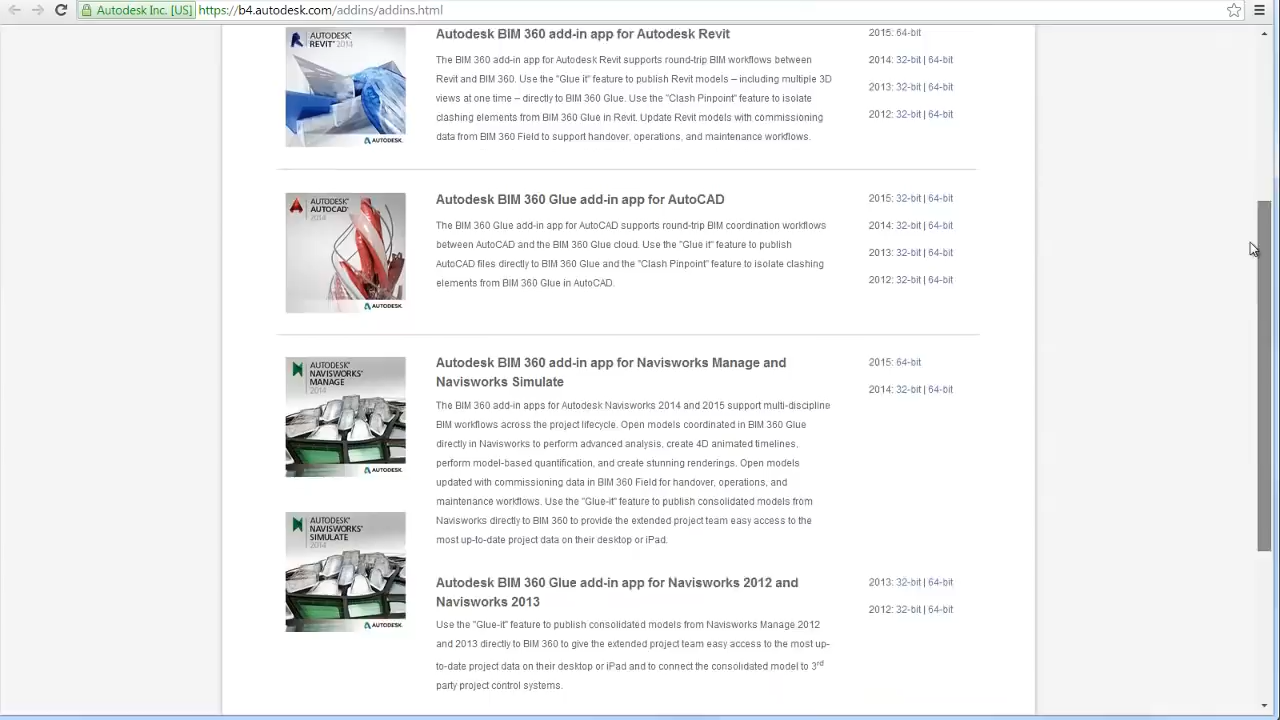 Autodesk Inc. [US] https://b4.autodesk.com/addins/addins.html
AUTODESK®
REVIT® 2014
AUTODESK.
Autodesk BIM 360 add-in app for Autodesk Revit
The BIM 360 add-in app for Autodesk Revit supports round-trip BIM workflows between
Revit and BIM 360. Use the "Glue it" feature to publish Revit models – including multiple 3D
views at one time – directly to BIM 360 Glue. Use the "Clash Pinpoint" feature to isolate
clashing elements from BIM 360 Glue in Revit. Update Revit models with commissioning
data from BIM 360 Field to support handover, operations, and maintenance workflows.
2015: 64-bit
2014: 32-bit | 64-bit
2013: 32-bit | 64-bit
2012: 32-bit | 64-bit
AUTODESK®
AUTOCAD®
2014
AUTODESK.
Autodesk BIM 360 Glue add-in app for AutoCAD
The BIM 360 Glue add-in app for AutoCAD supports round-trip BIM coordination workflows
between AutoCAD and the BIM 360 Glue cloud. Use the "Glue it" feature to publish
AutoCAD files directly to BIM 360 Glue and the "Clash Pinpoint" feature to isolate clashing
elements from BIM 360 Glue in AutoCAD.
2015: 32-bit | 64-bit
2014: 32-bit | 64-bit
2013: 32-bit | 64-bit
2012: 32-bit | 64-bit
AUTODESK®
NAVISWORKS®
MANAGE
2014
AUTODESK.
Autodesk BIM 360 add-in app for Navisworks Manage and
Navisworks Simulate
The BIM 360 add-in apps for Autodesk Navisworks 2014 and 2015 support multi-discipline
BIM workflows across the project lifecycle. Open models coordinated in BIM 360 Glue
directly in Navisworks to perform advanced analysis, create 4D animated timelines,
perform model-based quantification, and create stunning renderings. Open models
updated with commissioning data in BIM 360 Field for handover, operations, and
maintenance workflows. Use the "Glue-it" feature to publish consolidated models from
Navisworks directly to BIM 360 to provide the extended project team easy access to the
most up-to-date project data on their desktop or iPad.
2015: 64-bit
2014: 32-bit | 64-bit
AUTODESK®
NAVISWORKS®
SIMULATE
2014
AUTODESK.
Autodesk BIM 360 Glue add-in app for Navisworks 2012 and
Navisworks 2013
Use the "Glue-it" feature to publish consolidated models from Navisworks Manage 2012
and 2013 directly to BIM 360 to give the extended project team easy access to the most up-
to-date project data on their desktop or iPad and to connect the consolidated model to 3rd
party project control systems.
2013: 32-bit | 64-bit
2012: 32-bit | 64-bit